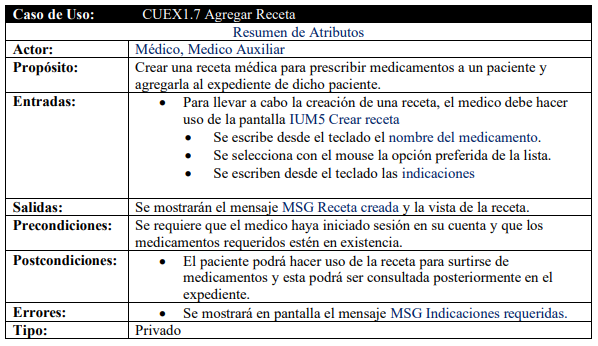 Caso de Uso: CUEX1.7 Agregar Receta
Resumen de Atributos
Actor: Médico, Medico Auxiliar
Propósito: Crear una receta médica para prescribir medicamentos a un paciente y
agregarla al expediente de dicho paciente.
Entradas: • Para llevar a cabo la creación de una receta, el medico debe hacer
uso de la pantalla IUM5 Crear receta
• Se escribe desde el teclado el nombre del medicamento.
• Se selecciona con el mouse la opción preferida de la lista.
• Se escriben desde el teclado las indicaciones
Salidas: Se mostrarán el mensaje MSG Receta creada y la vista de la receta.
Precondiciones: Se requiere que el medico haya iniciado sesión en su cuenta y que los
medicamentos requeridos estén en existencia.
Postcondiciones: • El paciente podrá hacer uso de la receta para surtirse de
medicamentos y esta podrá ser consultada posteriormente en el
expediente.
Errores: • Se mostrará en pantalla el mensaje MSG Indicaciones requeridas.
Tipo: Privado